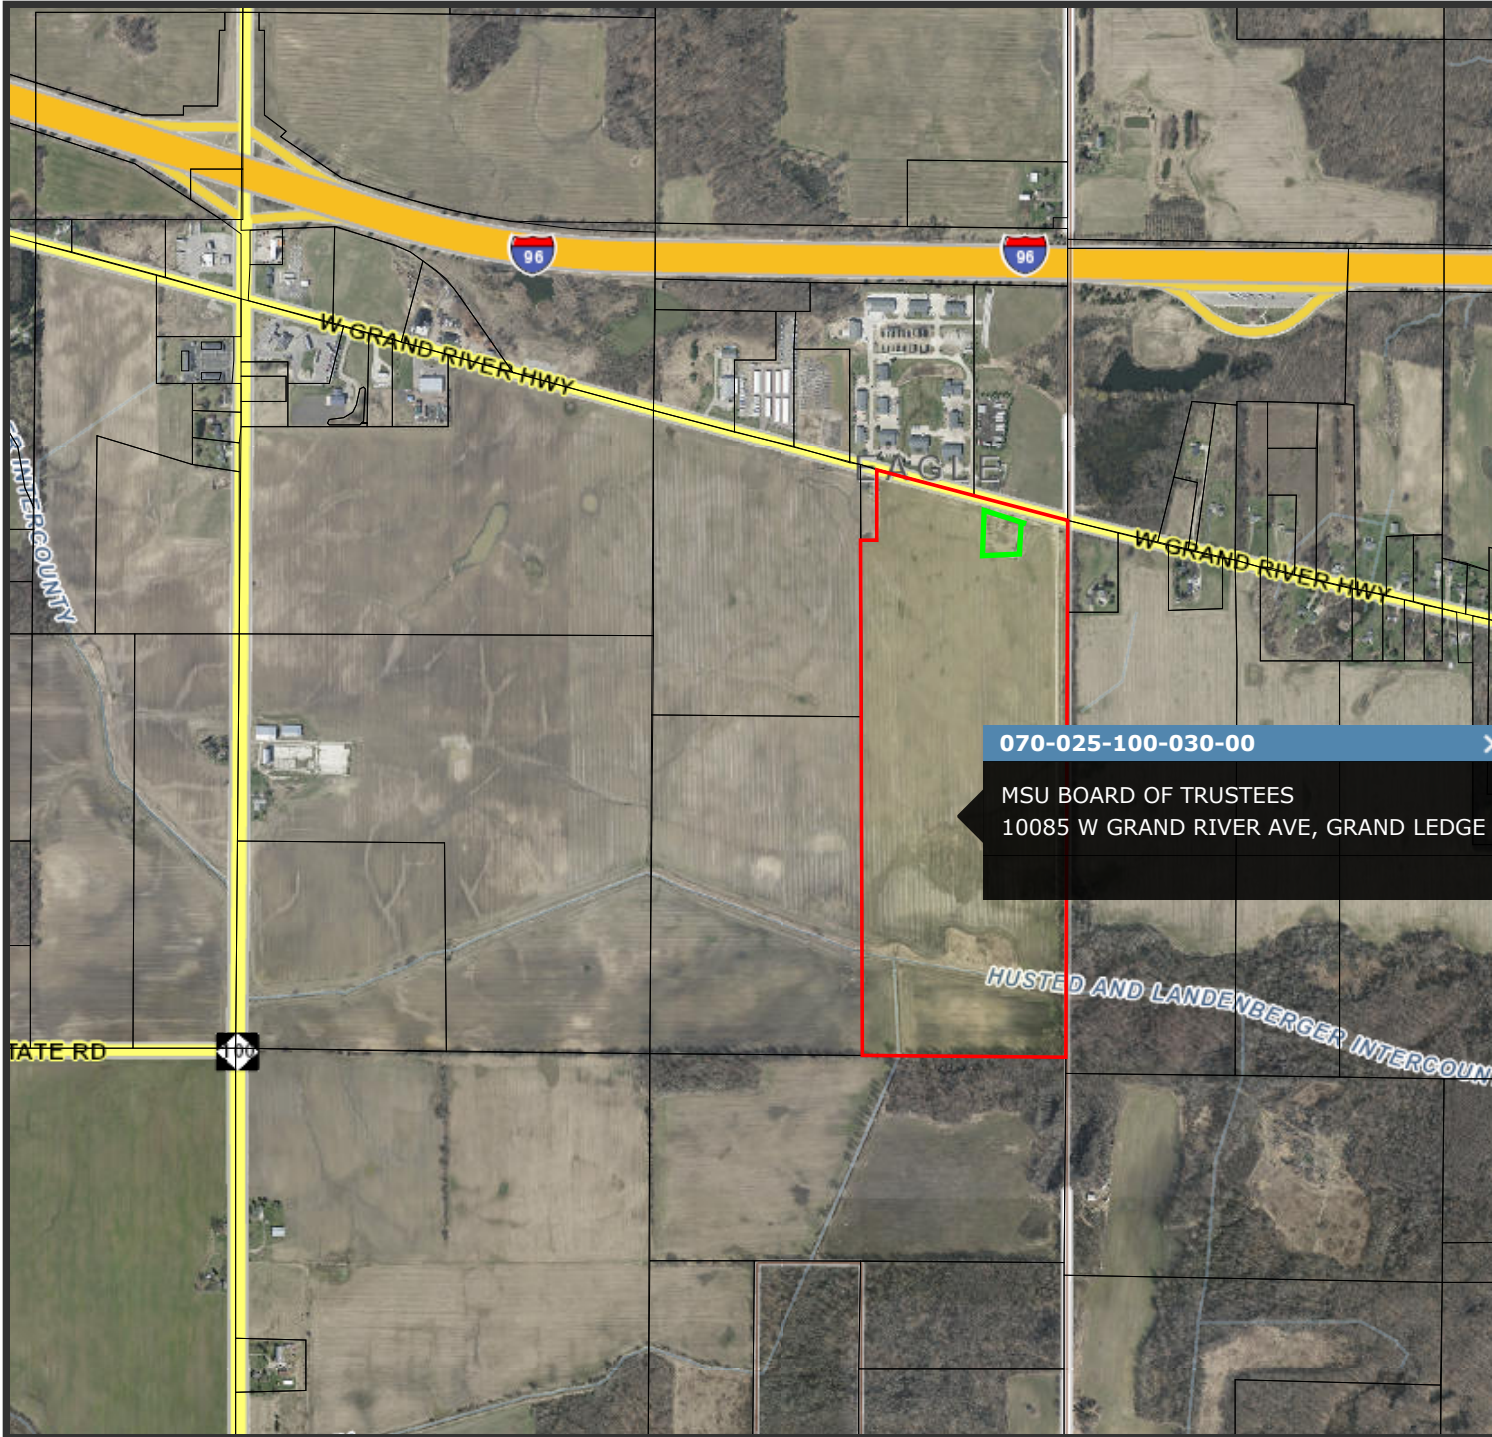 96
96
W GRAND RIVER HWY
EAGLE
W GRAND RIVER HWY
INTERCOUNTY
070-025-100-030-00
MSU BOARD OF TRUSTEES
10085 W GRAND RIVER AVE, GRAND LEDGE
HUSTED AND LANDENBERGER INTERCOUN
TATE RD
100